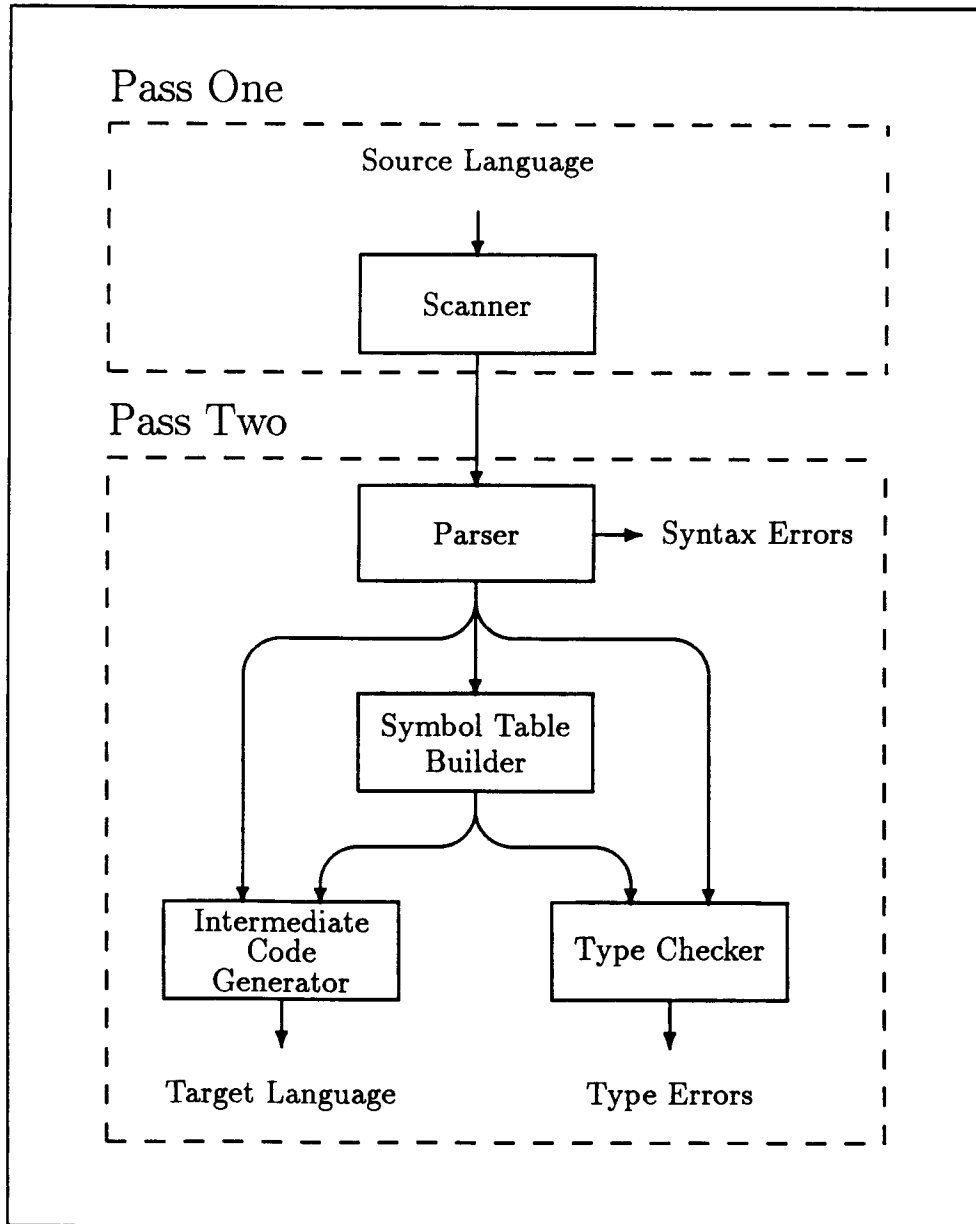 Pass One
Source Language
Scanner
Pass Two
Parser
Syntax Errors
Symbol Table
Builder
Intermediate
Code
Generator
Type Checker
Target Language
Type Errors